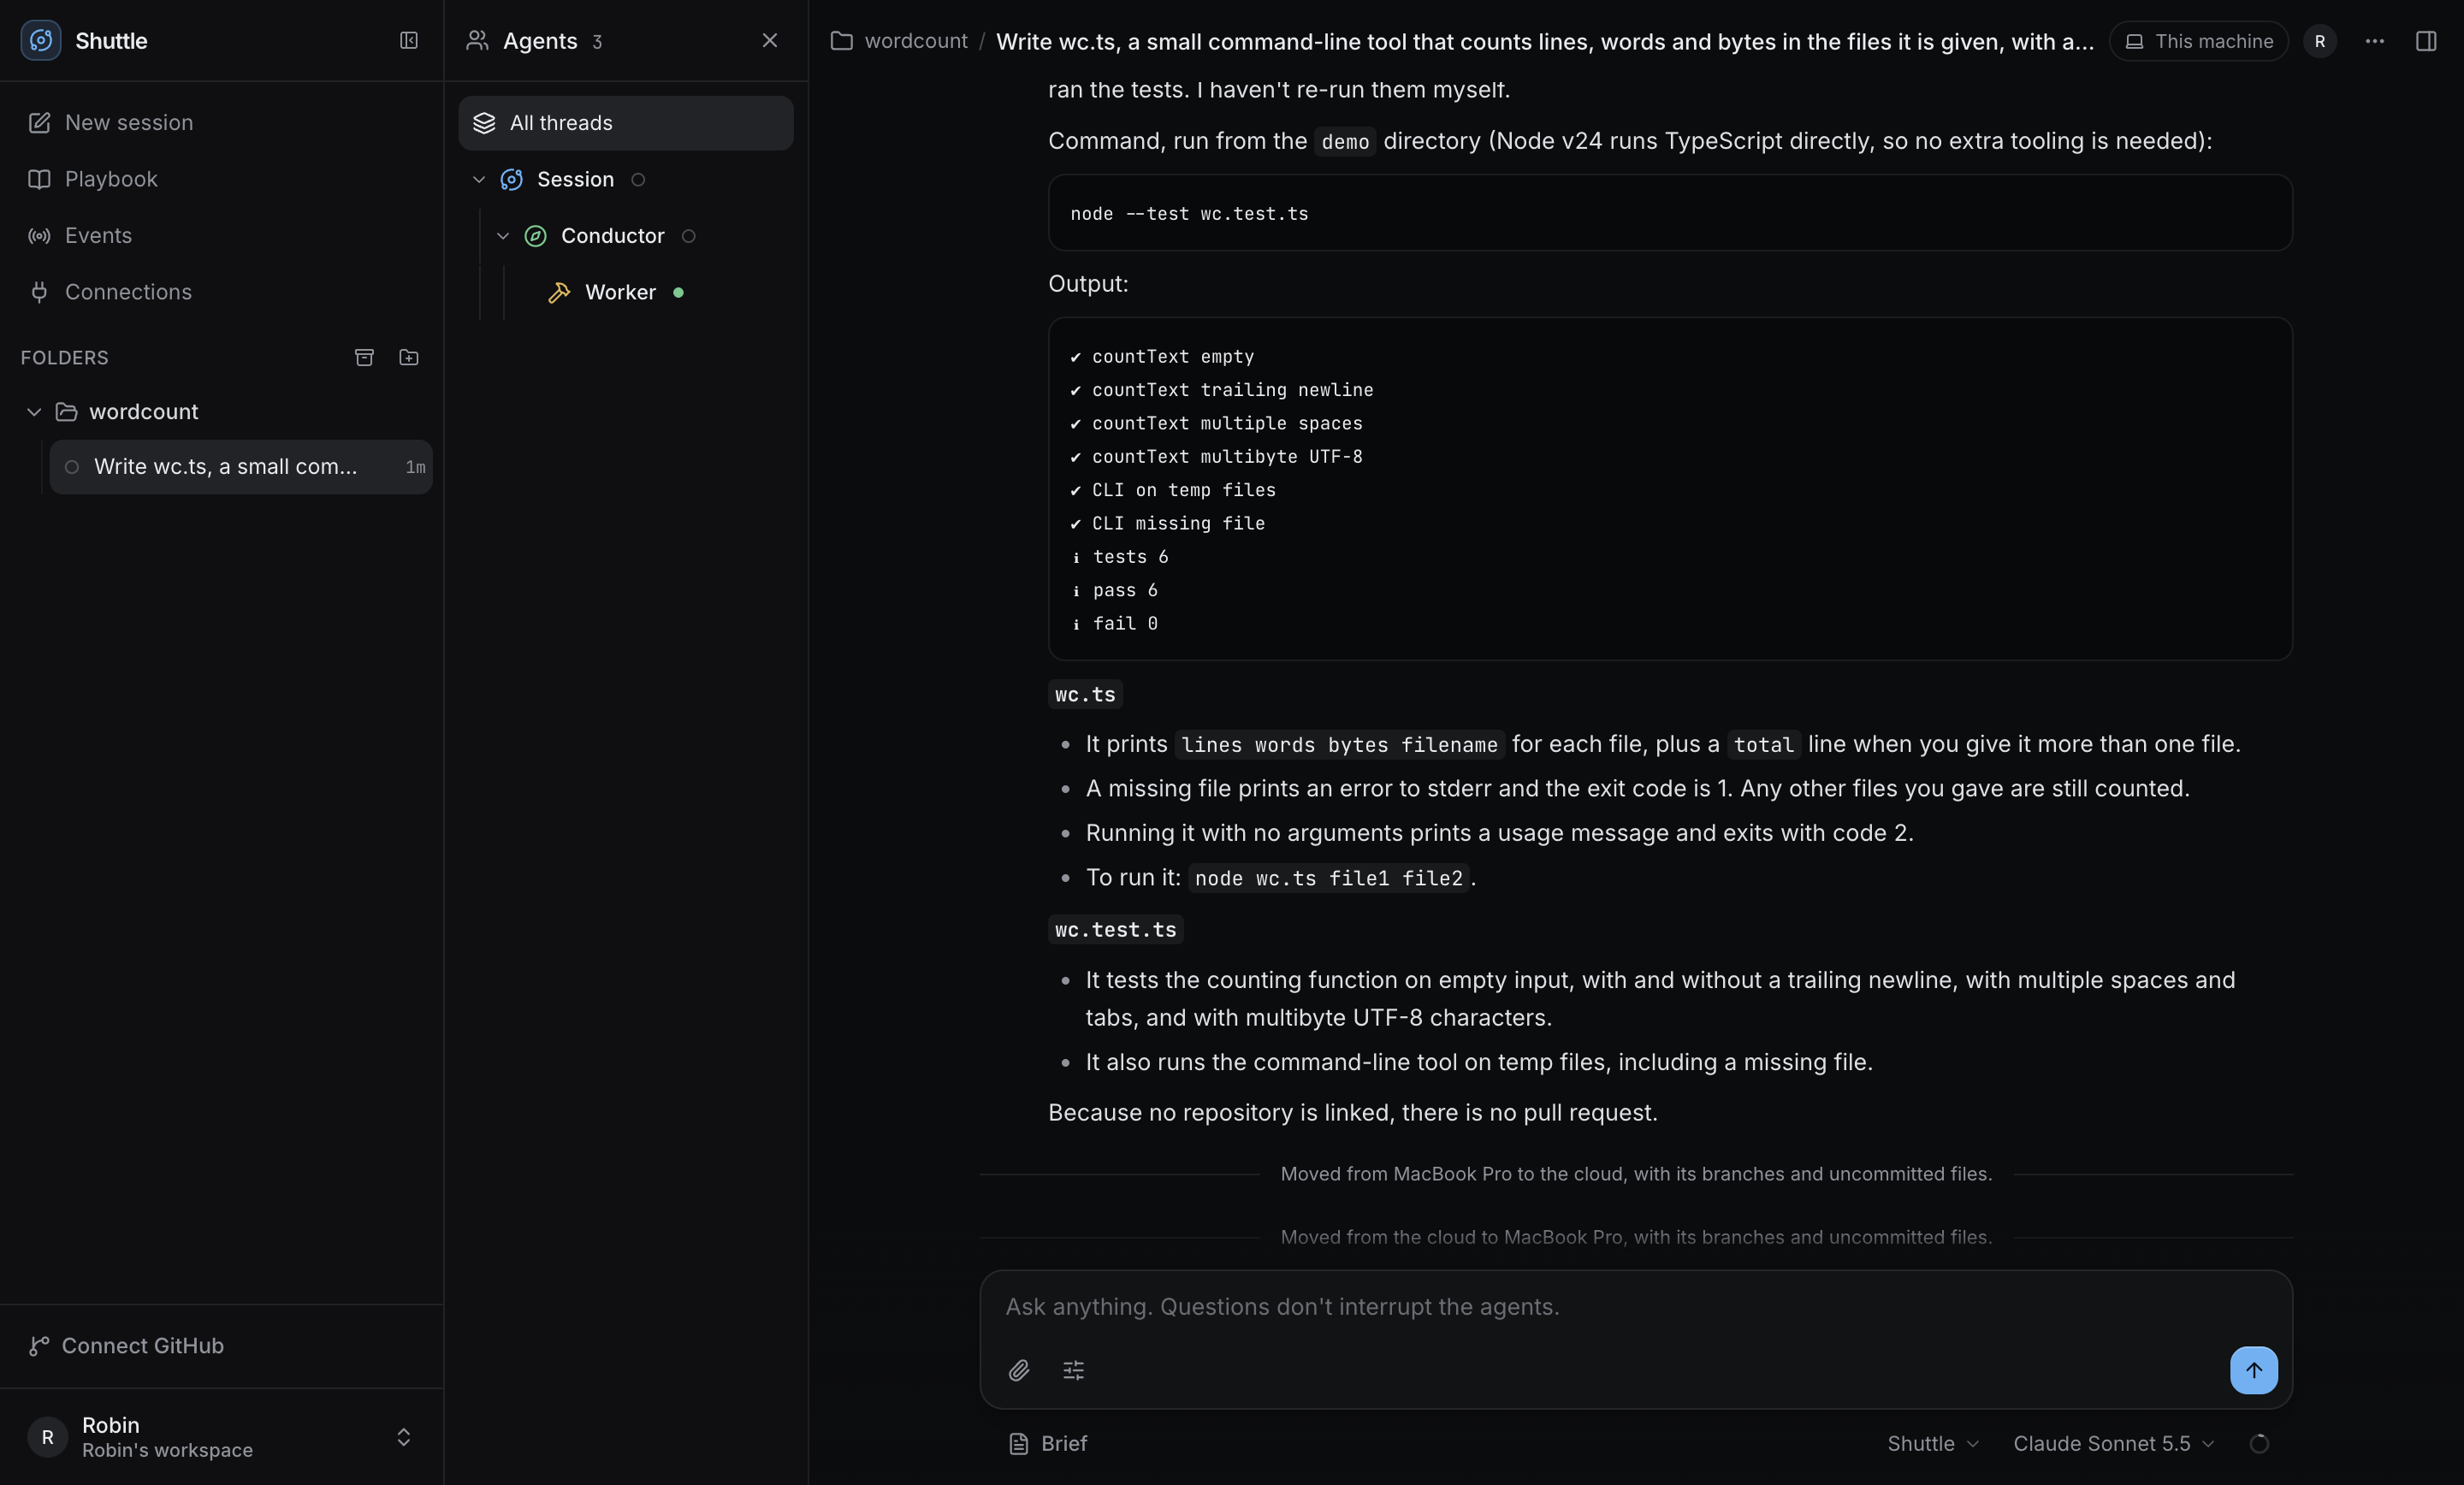 Shuttle
New session
Playbook
Events
Connections
FOLDERS
wordcount
Write wc.ts, a small com... 1m
Connect GitHub
R
Robin
Robin's workspace
Agents 3
All threads
Session
Conductor
Worker
wordcount / Write wc.ts, a small command-line tool that counts lines, words and bytes in the files it is given, with a... This machine R
ran the tests. I haven't re-run them myself.
Command, run from the demo directory (Node v24 runs TypeScript directly, so no extra tooling is needed):
node --test wc.test.ts
Output:
✔ countText empty
✔ countText trailing newline
✔ countText multiple spaces
✔ countText multibyte UTF-8
✔ CLI on temp files
✔ CLI missing file
ℹ tests 6
ℹ pass 6
ℹ fail 0
wc.ts
• It prints lines words bytes filename for each file, plus a total line when you give it more than one file.
• A missing file prints an error to stderr and the exit code is 1. Any other files you gave are still counted.
• Running it with no arguments prints a usage message and exits with code 2.
• To run it: node wc.ts file1 file2.
wc.test.ts
• It tests the counting function on empty input, with and without a trailing newline, with multiple spaces and
tabs, and with multibyte UTF-8 characters.
• It also runs the command-line tool on temp files, including a missing file.
Because no repository is linked, there is no pull request.
Moved from MacBook Pro to the cloud, with its branches and uncommitted files.
Moved from the cloud to MacBook Pro, with its branches and uncommitted files.
Ask anything. Questions don't interrupt the agents.
Brief
Shuttle
Claude Sonnet 5.5